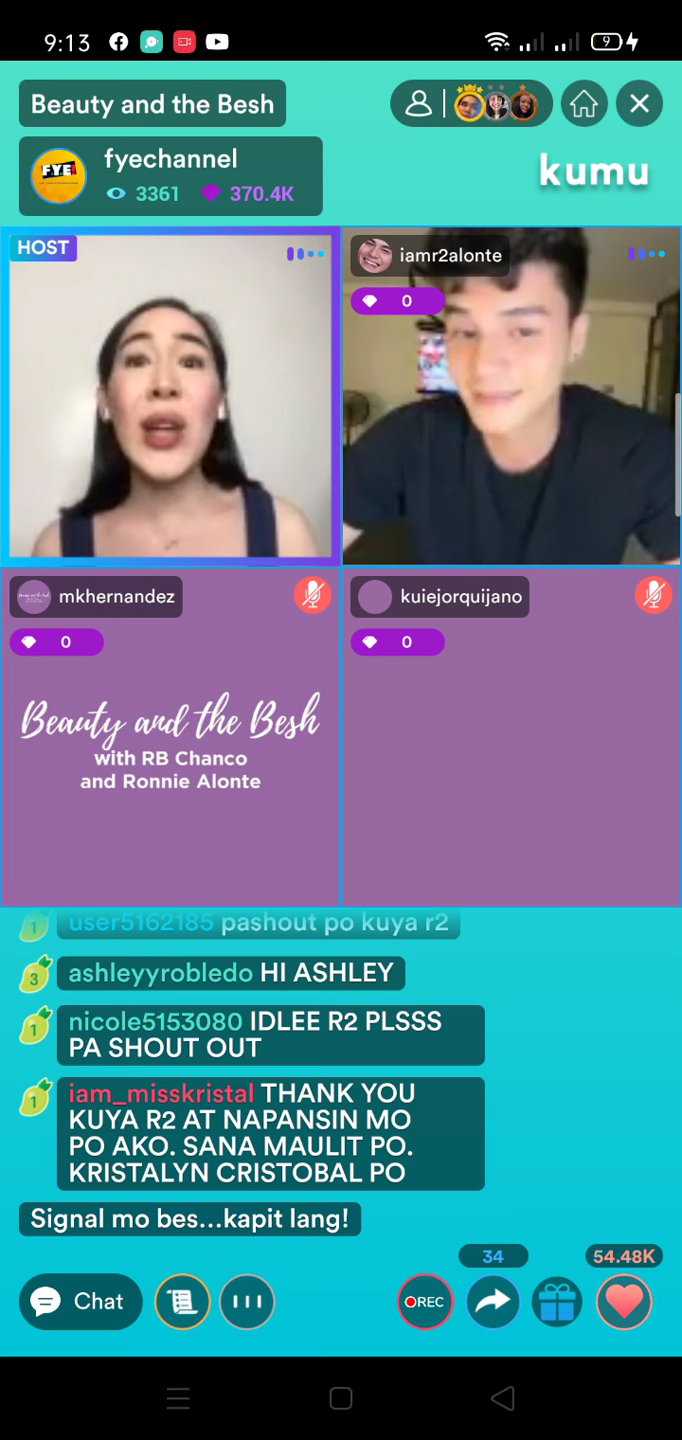 9:13
9
Beauty and the Besh
FYE
fyechannel
3361 370.4K
kumu
HOST
iamr2alonte
0
mkhernandez
kuiejorquijano
0
0
Beauty and the Besh
with RB Chanco
and Ronnie Alonte
1 user5162185 pashout po kuya r2
3 ashleyyrobledo HI ASHLEY
1 nicole5153080 IDLEE R2 PLSSS
PA SHOUT OUT
1 iam_misskristal THANK YOU
KUYA R2 AT NAPANSIN MO
PO AKO. SANA MAULIT PO.
KRISTALYN CRISTOBAL PO
Signal mo bes...kapit lang!
34
54.48K
Chat
REC